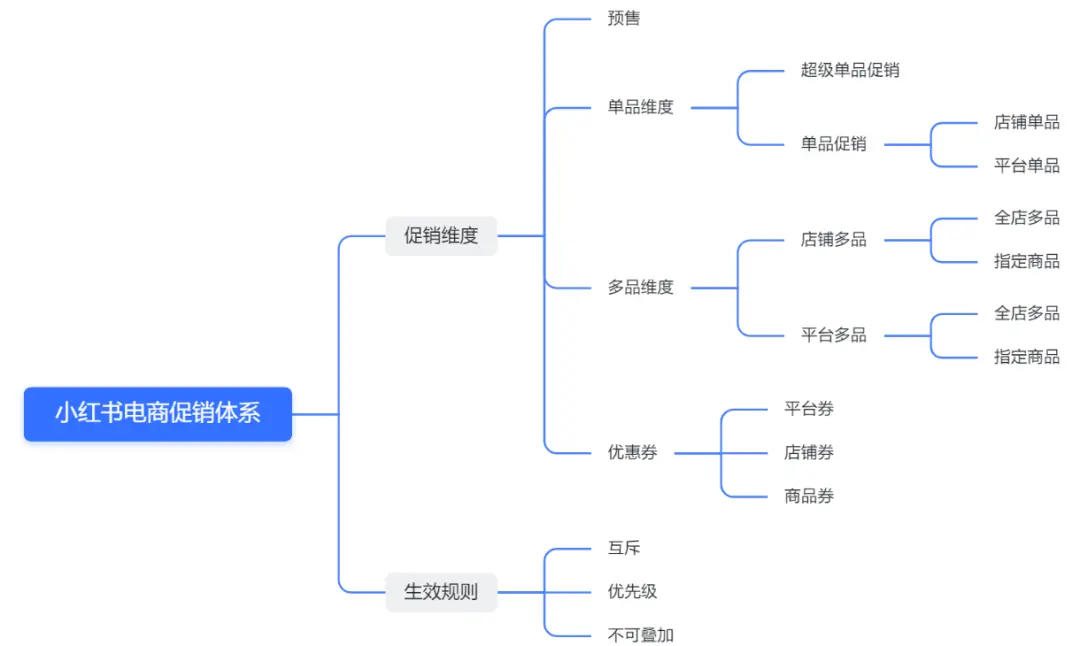 小红书电商促销体系
促销维度
预售
单品维度
超级单品促销
单品促销
店铺单品
平台单品
多品维度
店铺多品
全店多品
指定商品
平台多品
全店多品
指定商品
优惠券
平台券
店铺券
商品券
生效规则
互斥
优先级
不可叠加